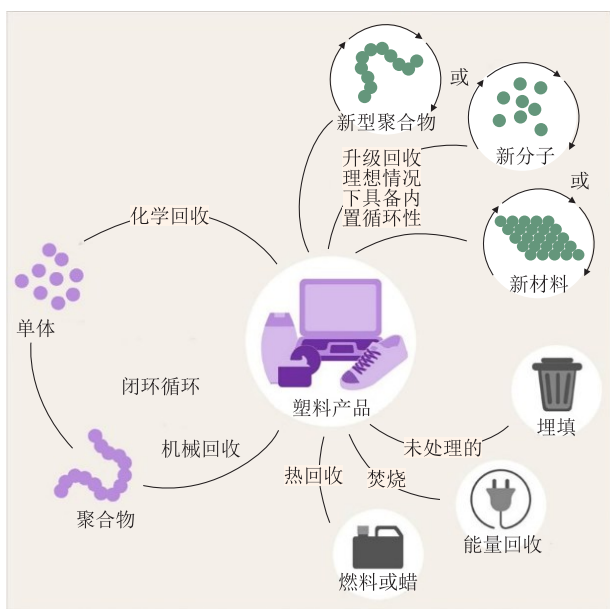 新型聚合物
或
新分子
升级回收
理想情况
下具备内
置循环性
或
新材料
化学回收
单体
闭环循环
塑料产品
机械回收
聚合物
热回收
焚烧
未处理的
埋填
能量回收
燃料或蜡